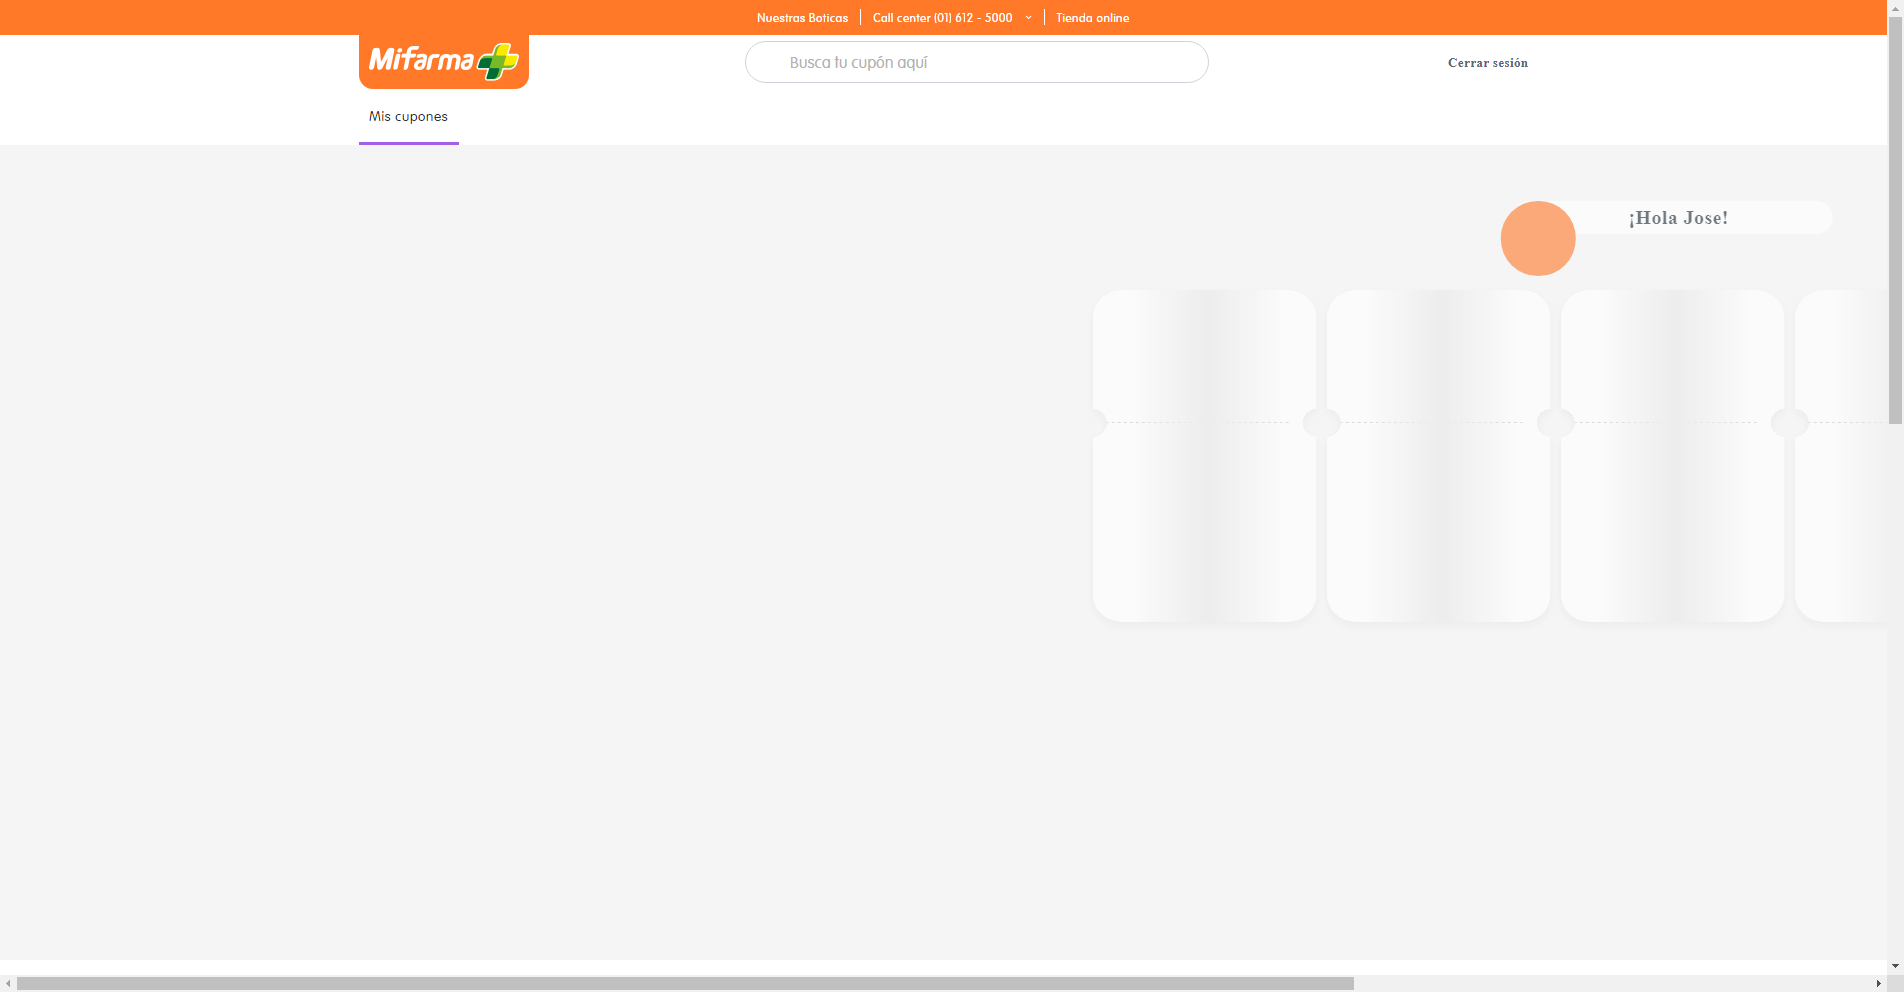 Nuestras Boticas
Call center (01) 612 - 5000
Tienda online
Mifarma
Busca tu cupón aquí
Cerrar sesión
Mis cupones
¡Hola Jose!